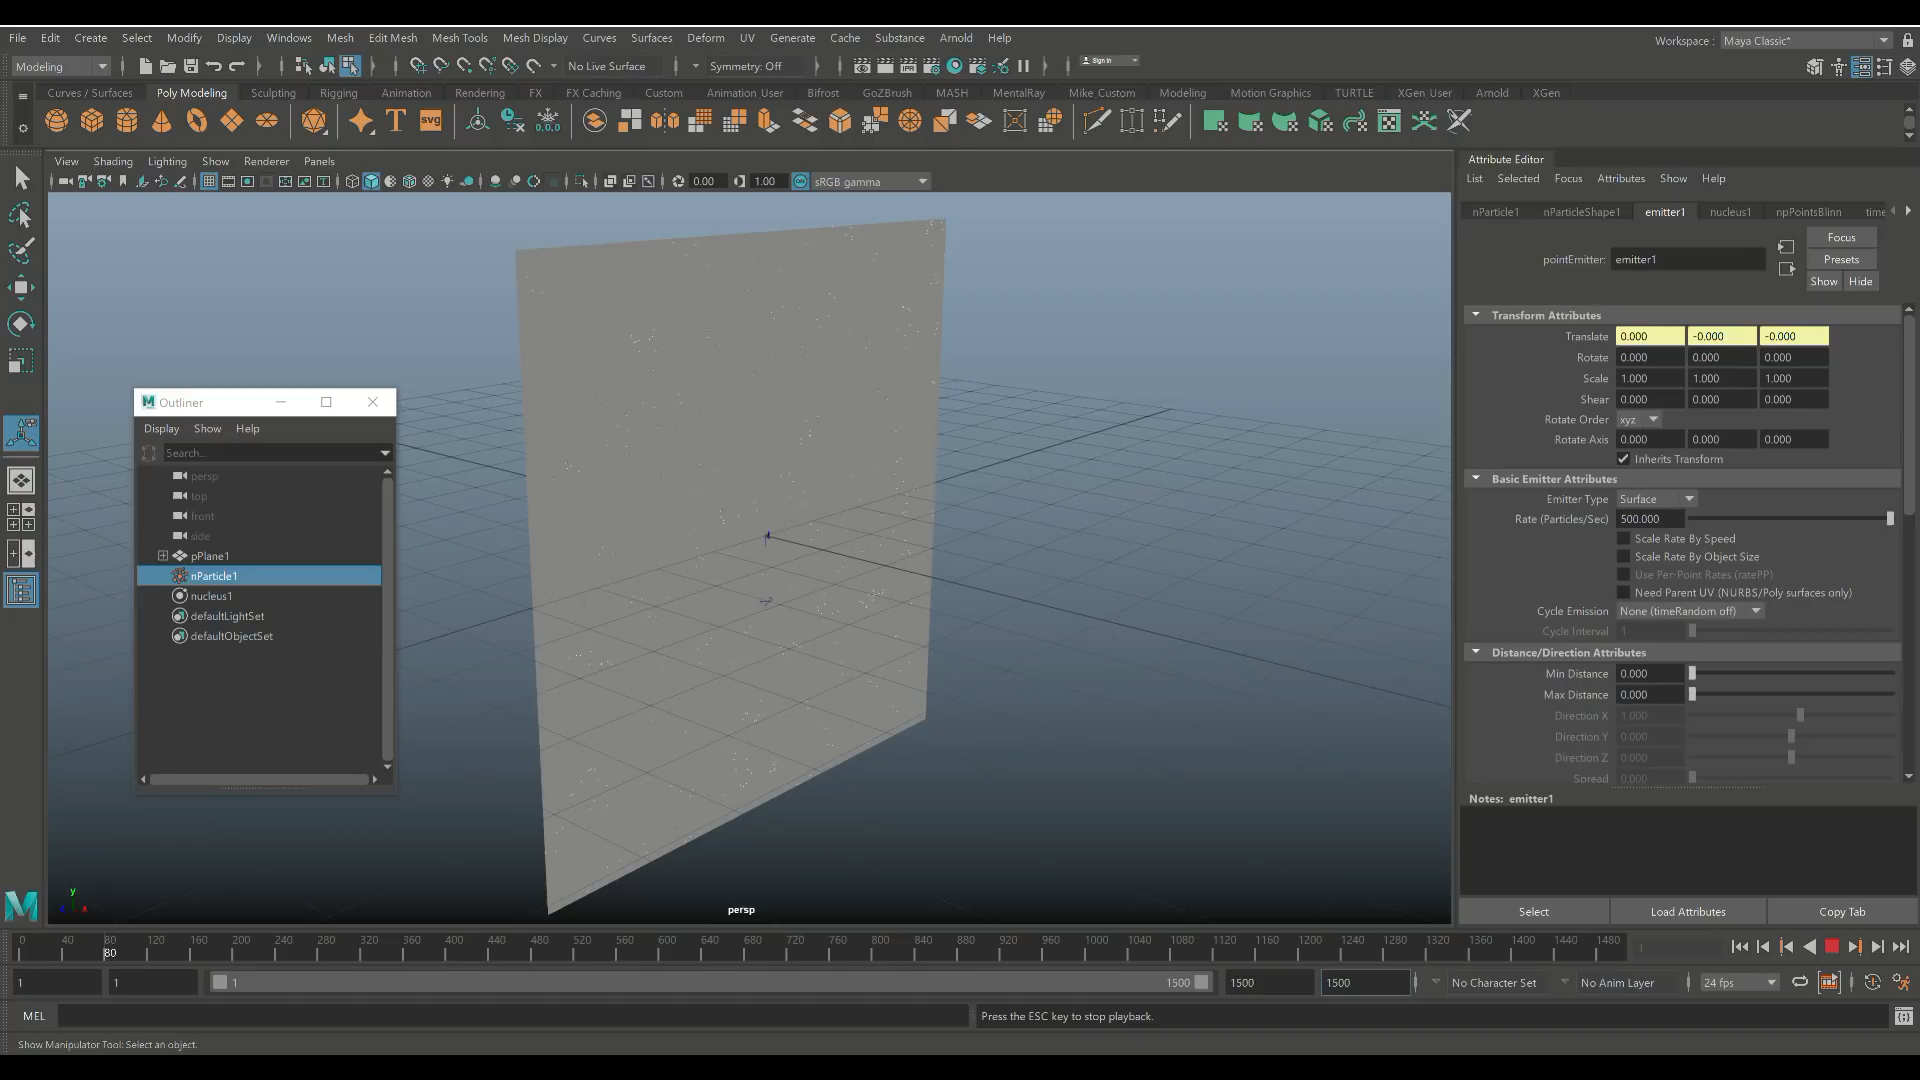 File Edit Create Select Modify Display Windows Mesh Edit Mesh Mesh Tools Mesh Display Curves Surfaces Deform UV Generate Cache Substance Arnold Help
Workspace : Maya Classic*
Modeling
No Live Surface
Symmetry: Off
Sign in
Curves / Surfaces Poly Modeling Sculpting Rigging Animation Rendering FX FX Caching Custom Animation_User Bifrost GoZBrush MASH MentalRay Mike_Custom Modeling Motion Graphics TURTLE XGen_User Arnold XGen
T
svg
0,0,0
IPR
View Shading Lighting Show Renderer Panels
0.00
1.00
sRGB gamma
Attribute Editor
List Selected Focus Attributes Show Help
nParticle1 nParticleShape1 emitter1 nucleus1 npPointsBlinn time
pointEmitter: emitter1
Focus
Presets
Show Hide
Transform Attributes
Translate 0.000 -0.000 -0.000
Rotate 0.000 0.000 0.000
Scale 1.000 1.000 1.000
Shear 0.000 0.000 0.000
Rotate Order xyz
Rotate Axis 0.000 0.000 0.000
Inherits Transform
Basic Emitter Attributes
Emitter Type Surface
Rate (Particles/Sec) 500.000
Scale Rate By Speed
Scale Rate By Object Size
Use Per-Point Rates (ratePP)
Need Parent UV (NURBS/Poly surfaces only)
Cycle Emission None (timeRandom off)
Cycle Interval 1
Distance/Direction Attributes
Min Distance 0.000
Max Distance 0.000
Direction X 1.000
Direction Y 0.000
Direction Z 0.000
Spread 0.000
Notes: emitter1
Select Load Attributes Copy Tab
M Outliner
Display Show Help
Search...
persp
top
front
side
pPlane1
nParticle1
nucleus1
defaultLightSet
defaultObjectSet
y
persp
M
0 40 80 120 160 200 240 280 320 360 400 440 480 520 560 600 640 680 720 760 800 840 880 920 960 1000 1040 1080 1120 1160 1200 1240 1280 1320 1360 1400 1440 1480
80
1 1 1 1500 1500 1500 No Character Set No Anim Layer 24 fps
MEL
Press the ESC key to stop playback.
Show Manipulator Tool: Select an object.